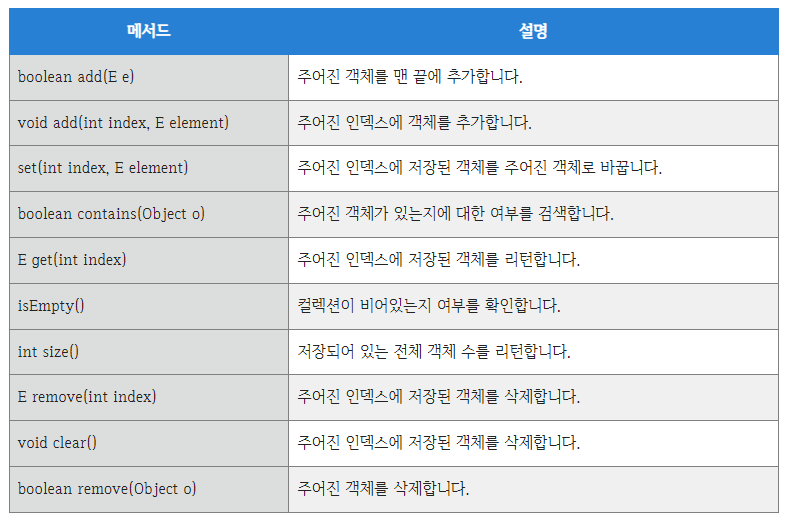 메서드 설명
boolean add(E e) 주어진 객체를 맨 끝에 추가합니다.
void add(int index, E element) 주어진 인덱스에 객체를 추가합니다.
set(int index, E element) 주어진 인덱스에 저장된 객체를 주어진 객체로 바꿉니다.
boolean contains(Object o) 주어진 객체가 있는지에 대한 여부를 검색합니다.
E get(int index) 주어진 인덱스에 저장된 객체를 리턴합니다.
isEmpty() 컬렉션이 비어있는지 여부를 확인합니다.
int size() 저장되어 있는 전체 객체 수를 리턴합니다.
E remove(int index) 주어진 인덱스에 저장된 객체를 삭제합니다.
void clear() 주어진 인덱스에 저장된 객체를 삭제합니다.
boolean remove(Object o) 주어진 객체를 삭제합니다.